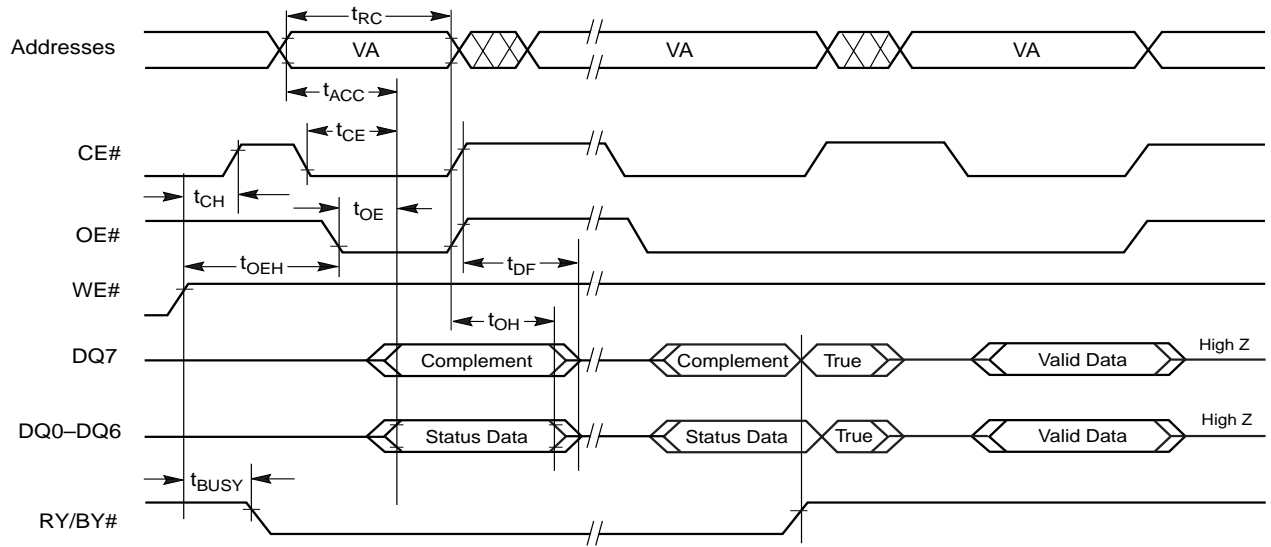 tRC
Addresses VA VA VA
tACC
tCE
CE#
tCH
tOE
OE#
tOEH
tDF
WE#
tOH
DQ7 Complement Complement True Valid Data High Z
DQ0–DQ6 Status Data Status Data True Valid Data High Z
tBUSY
RY/BY#